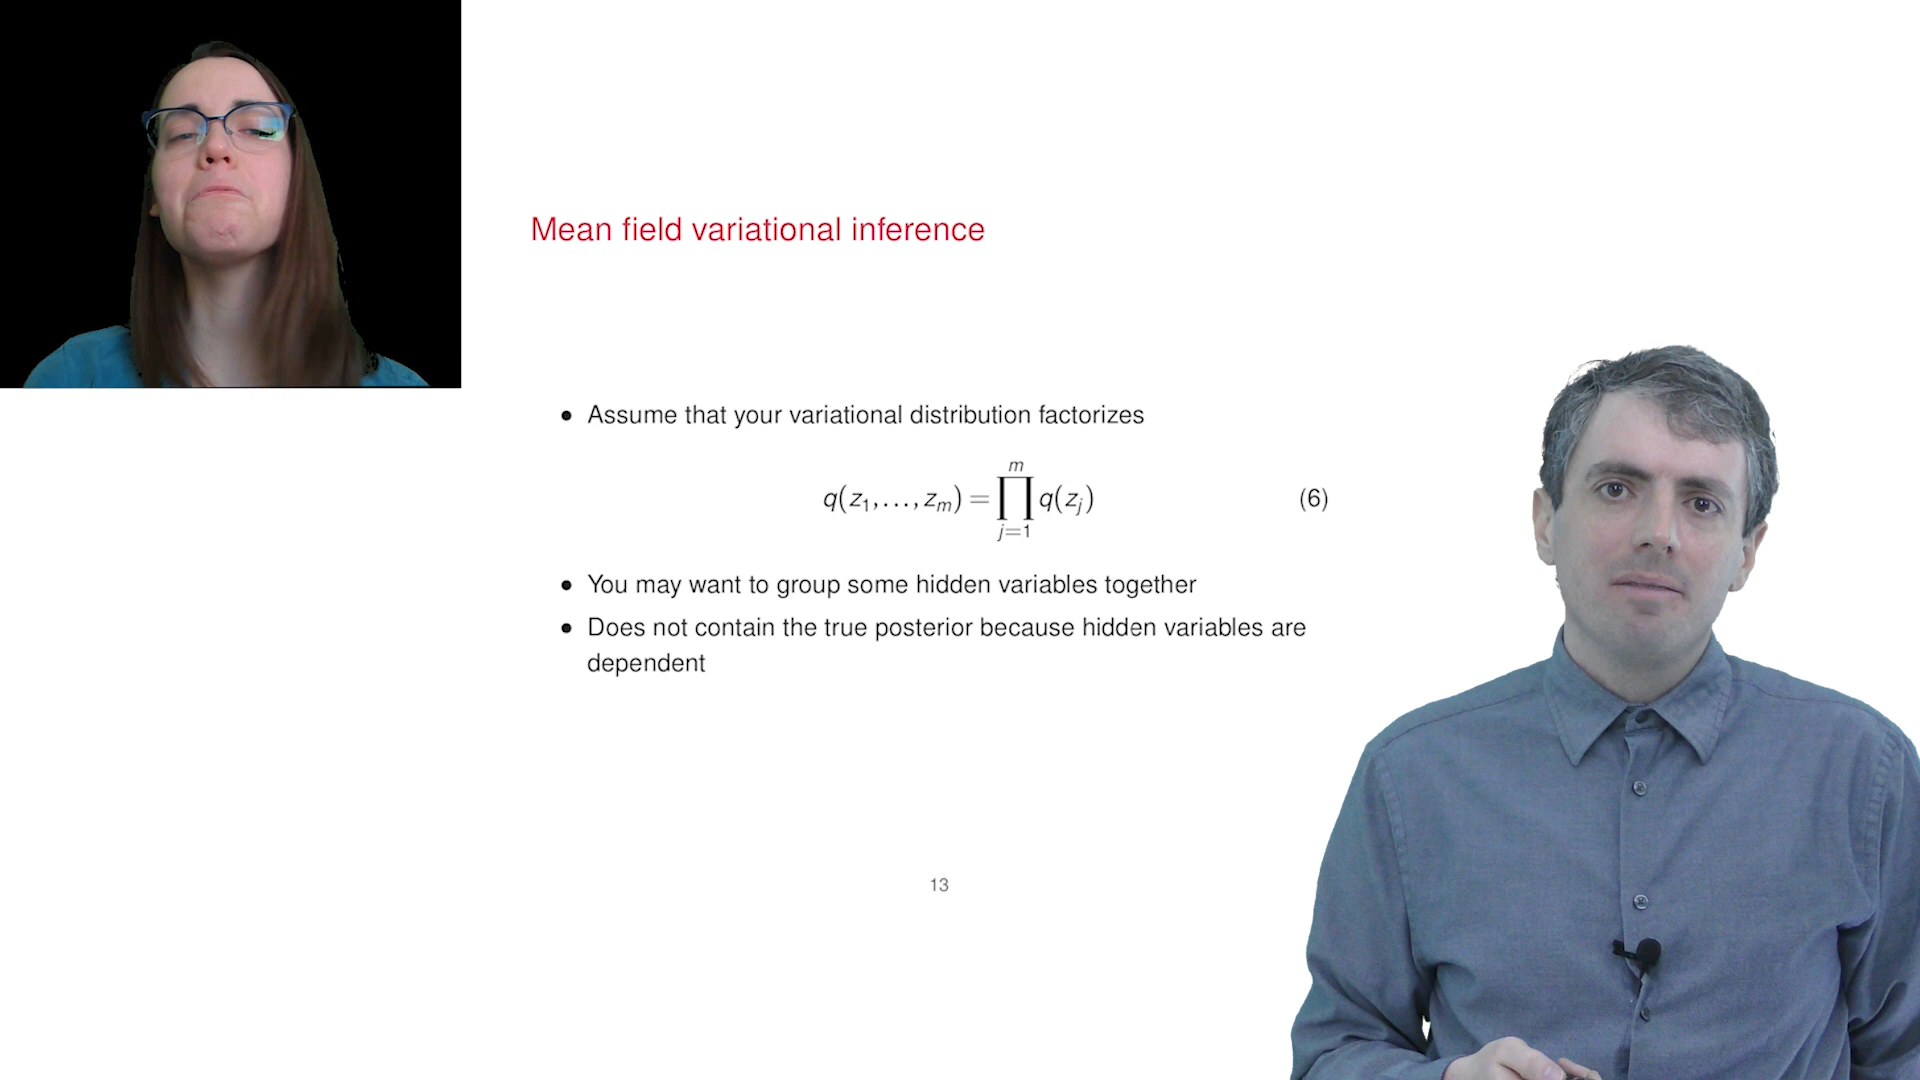 Mean field variational inference
• Assume that your variational distribution factorizes
q(z₁,...,zₘ) = ∏ᵐⱼ₌₁ q(zⱼ) (6)
• You may want to group some hidden variables together
• Does not contain the true posterior because hidden variables are
dependent
13